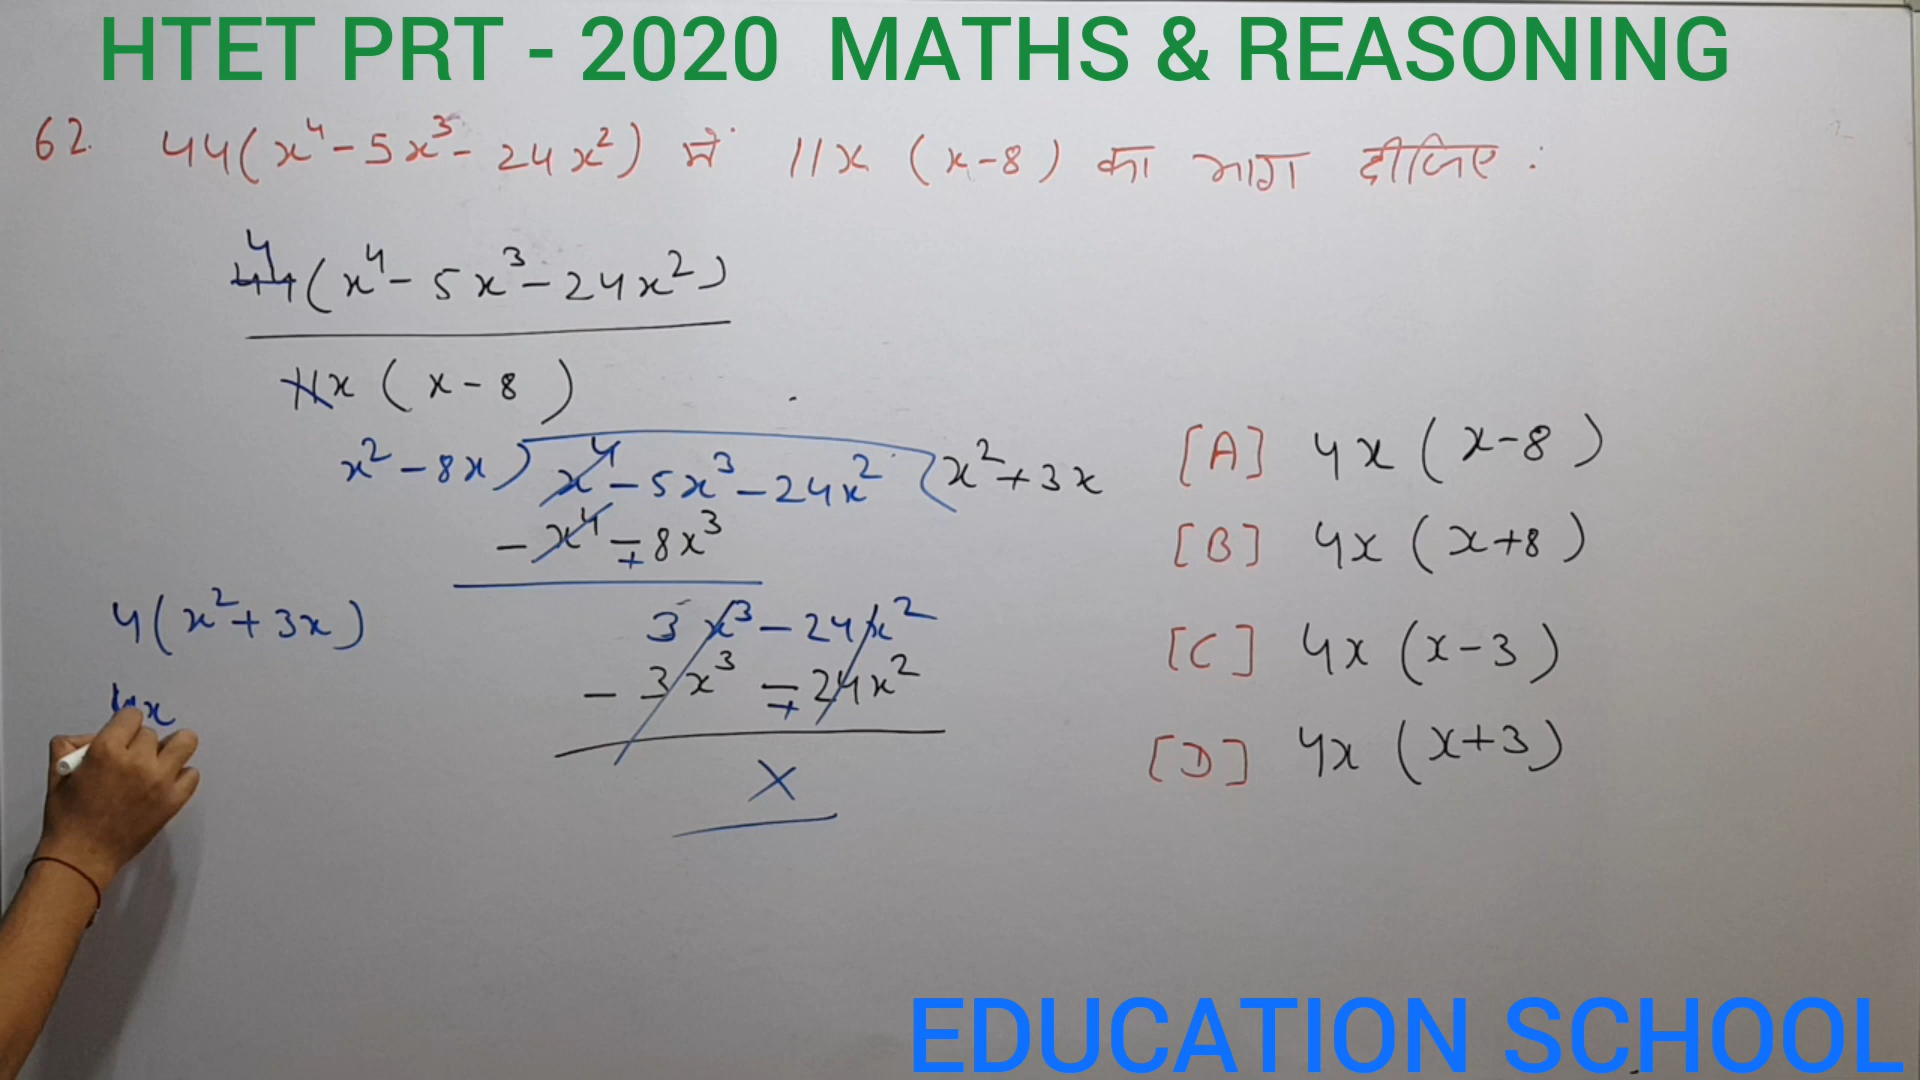 HTET PRT - 2020 MATHS & REASONING
62. 44(x⁴-5x³-24x²) में 11x (x-8) का भाग दीजिए :
4
44(x⁴-5x³-24x²)
11x (x-8)
x²-8x) x⁴-5x³-24x² (x²+3x
-x⁴-8x³
+
3x³-24x²
-3x³-24x²
+
x
4(x²+3x)
4x
[A] 4x (x-8)
[B] 4x (x+8)
[C] 4x (x-3)
[D] 4x (x+3)
EDUCATION SCHOOL